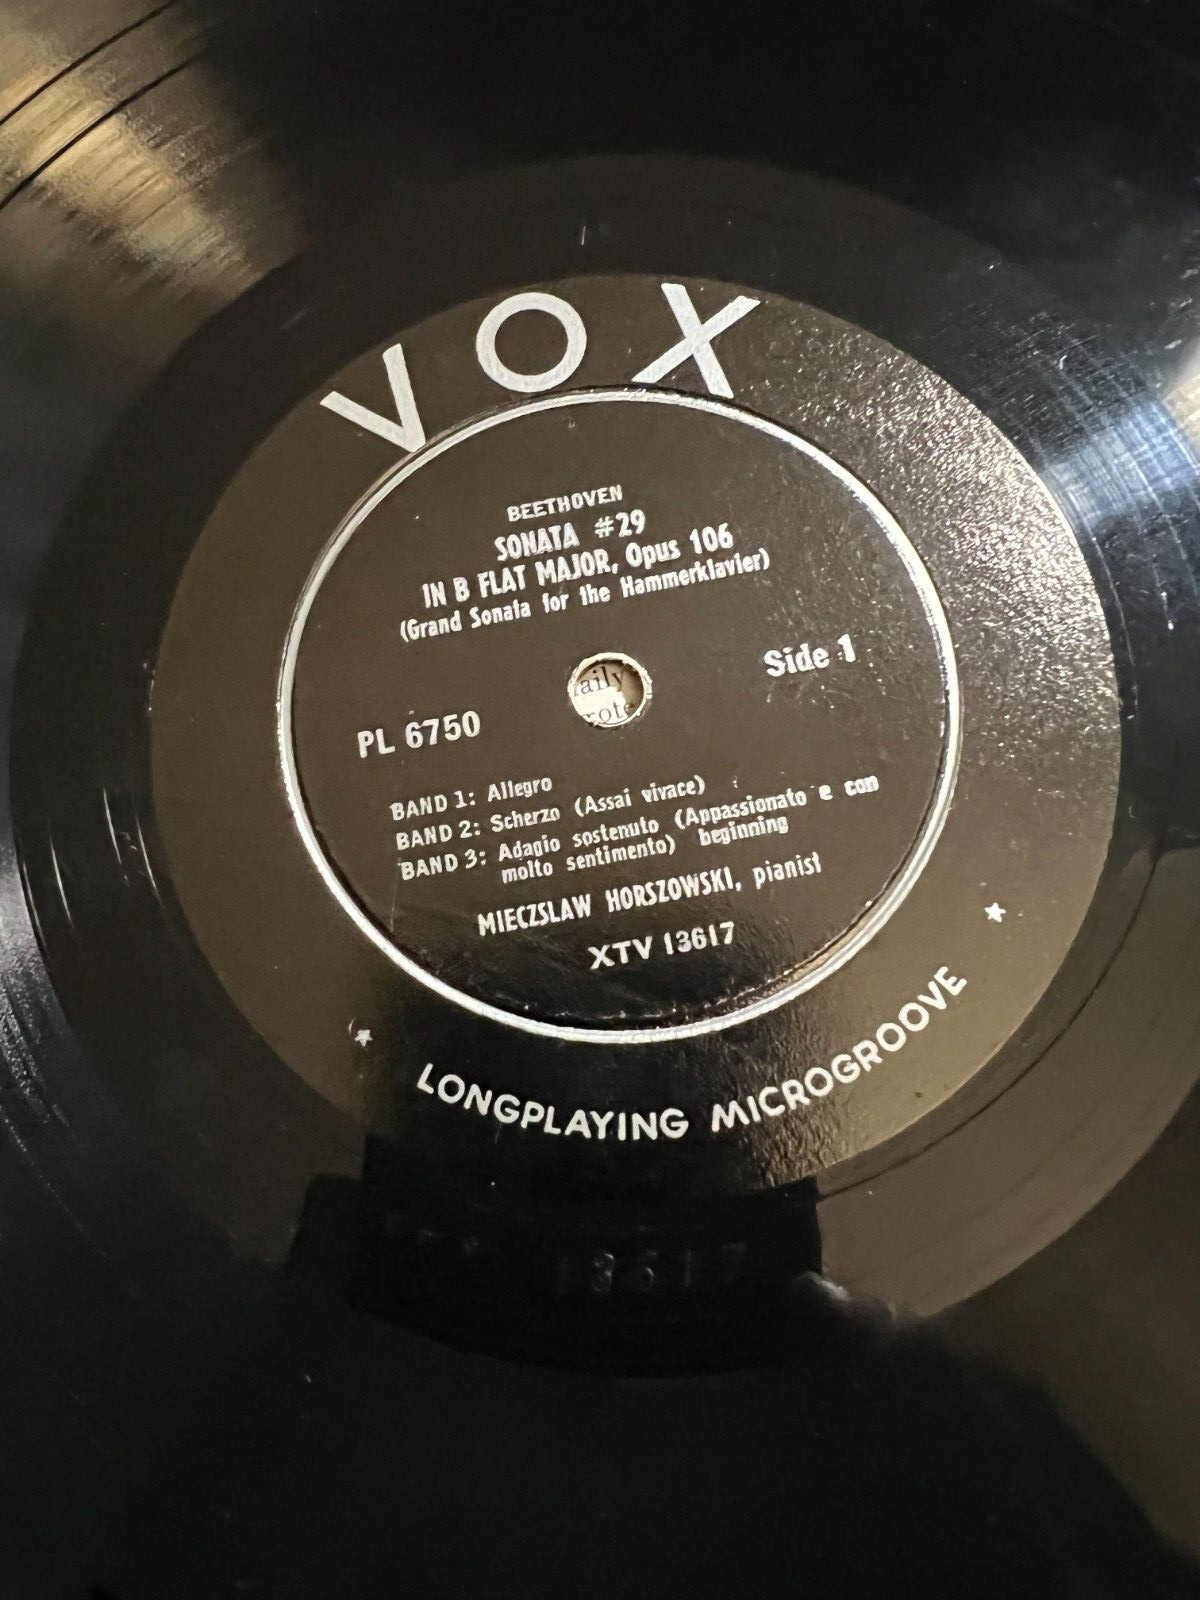 VOX
BEETHOVEN
SONATA #29
IN B FLAT MAJOR, Opus 106
(Grand Sonata for the Hammerklavier)
Side 1
PL 6750
BAND 1: Allegro
BAND 2: Scherzo (Assai vivace)
BAND 3: Adagio sostenuto (Appassionato e con
molto sentimento) beginning
MIECZSLAW HORSZOWSKI, pianist
XTV 13617
LONGPLAYING MICROGROOVE
13617